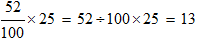 52/100 × 25 = 52 ÷ 100 × 25 = 13